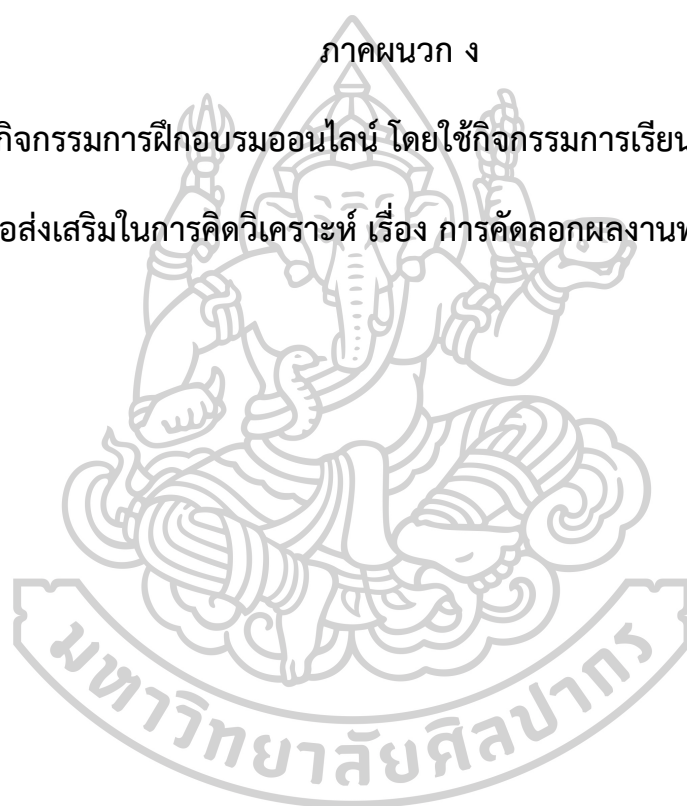 ภาคผนวก ง
กิจกรรมการฝึกอบรมออนไลน์ โดยใช้กิจกรรมการเรียน
ส่งเสริมในการคิดวิเคราะห์ เรื่อง การคัดลอกผลงาน
มหาวิทยาลัยศิลปากร